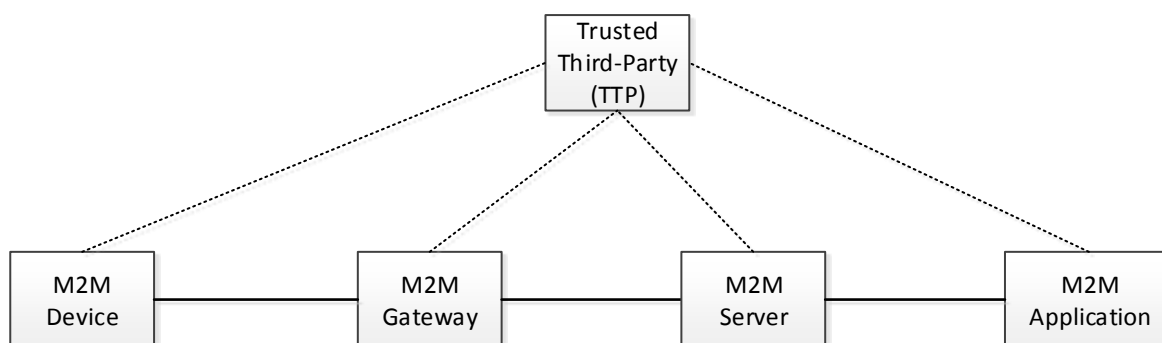 Trusted
Third-Party
(TTP)
M2M
Device
M2M
Gateway
M2M
Server
M2M
Application